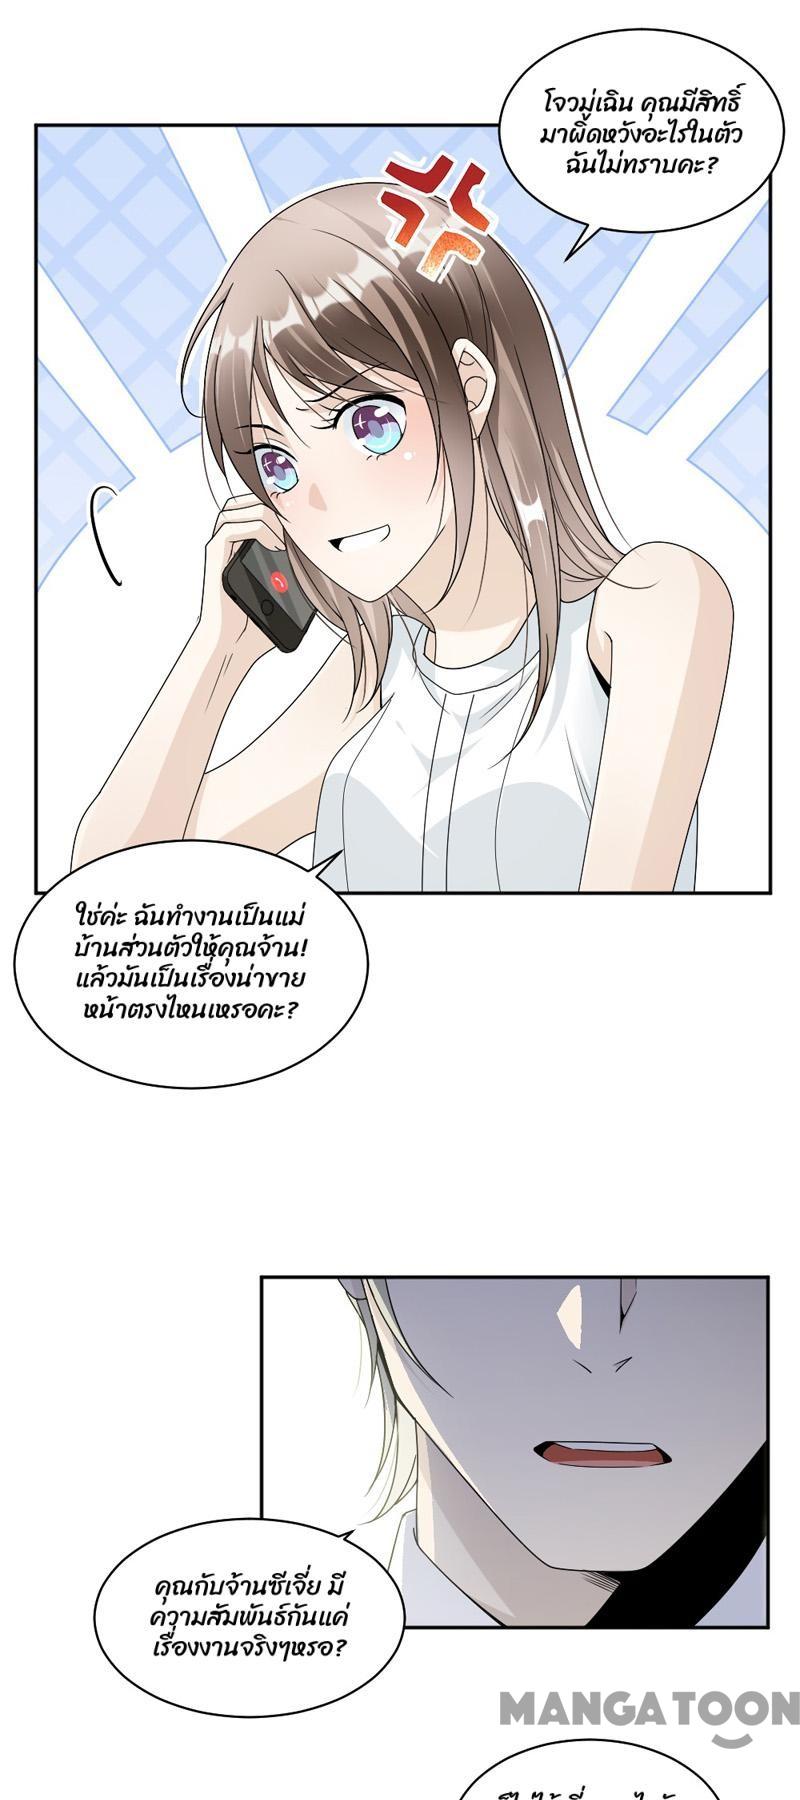 โจวมู่เฉิน คุณมีสิทธิ์
มาผิดหวังอะไรในตัว
ฉันไม่ทราบคะ?
ใช่ค่ะ ฉันทำงานเป็นแม่
บ้านส่วนตัวให้คุณจ้าน!
แล้วมันเป็นเรื่องน่าขาย
หน้าตรงไหนเหรอคะ?
คุณกับจ้านซีเจี่ย มี
ความสัมพันธ์กันแค่
เรื่องงานจริงๆหรอ?
MANGATOON